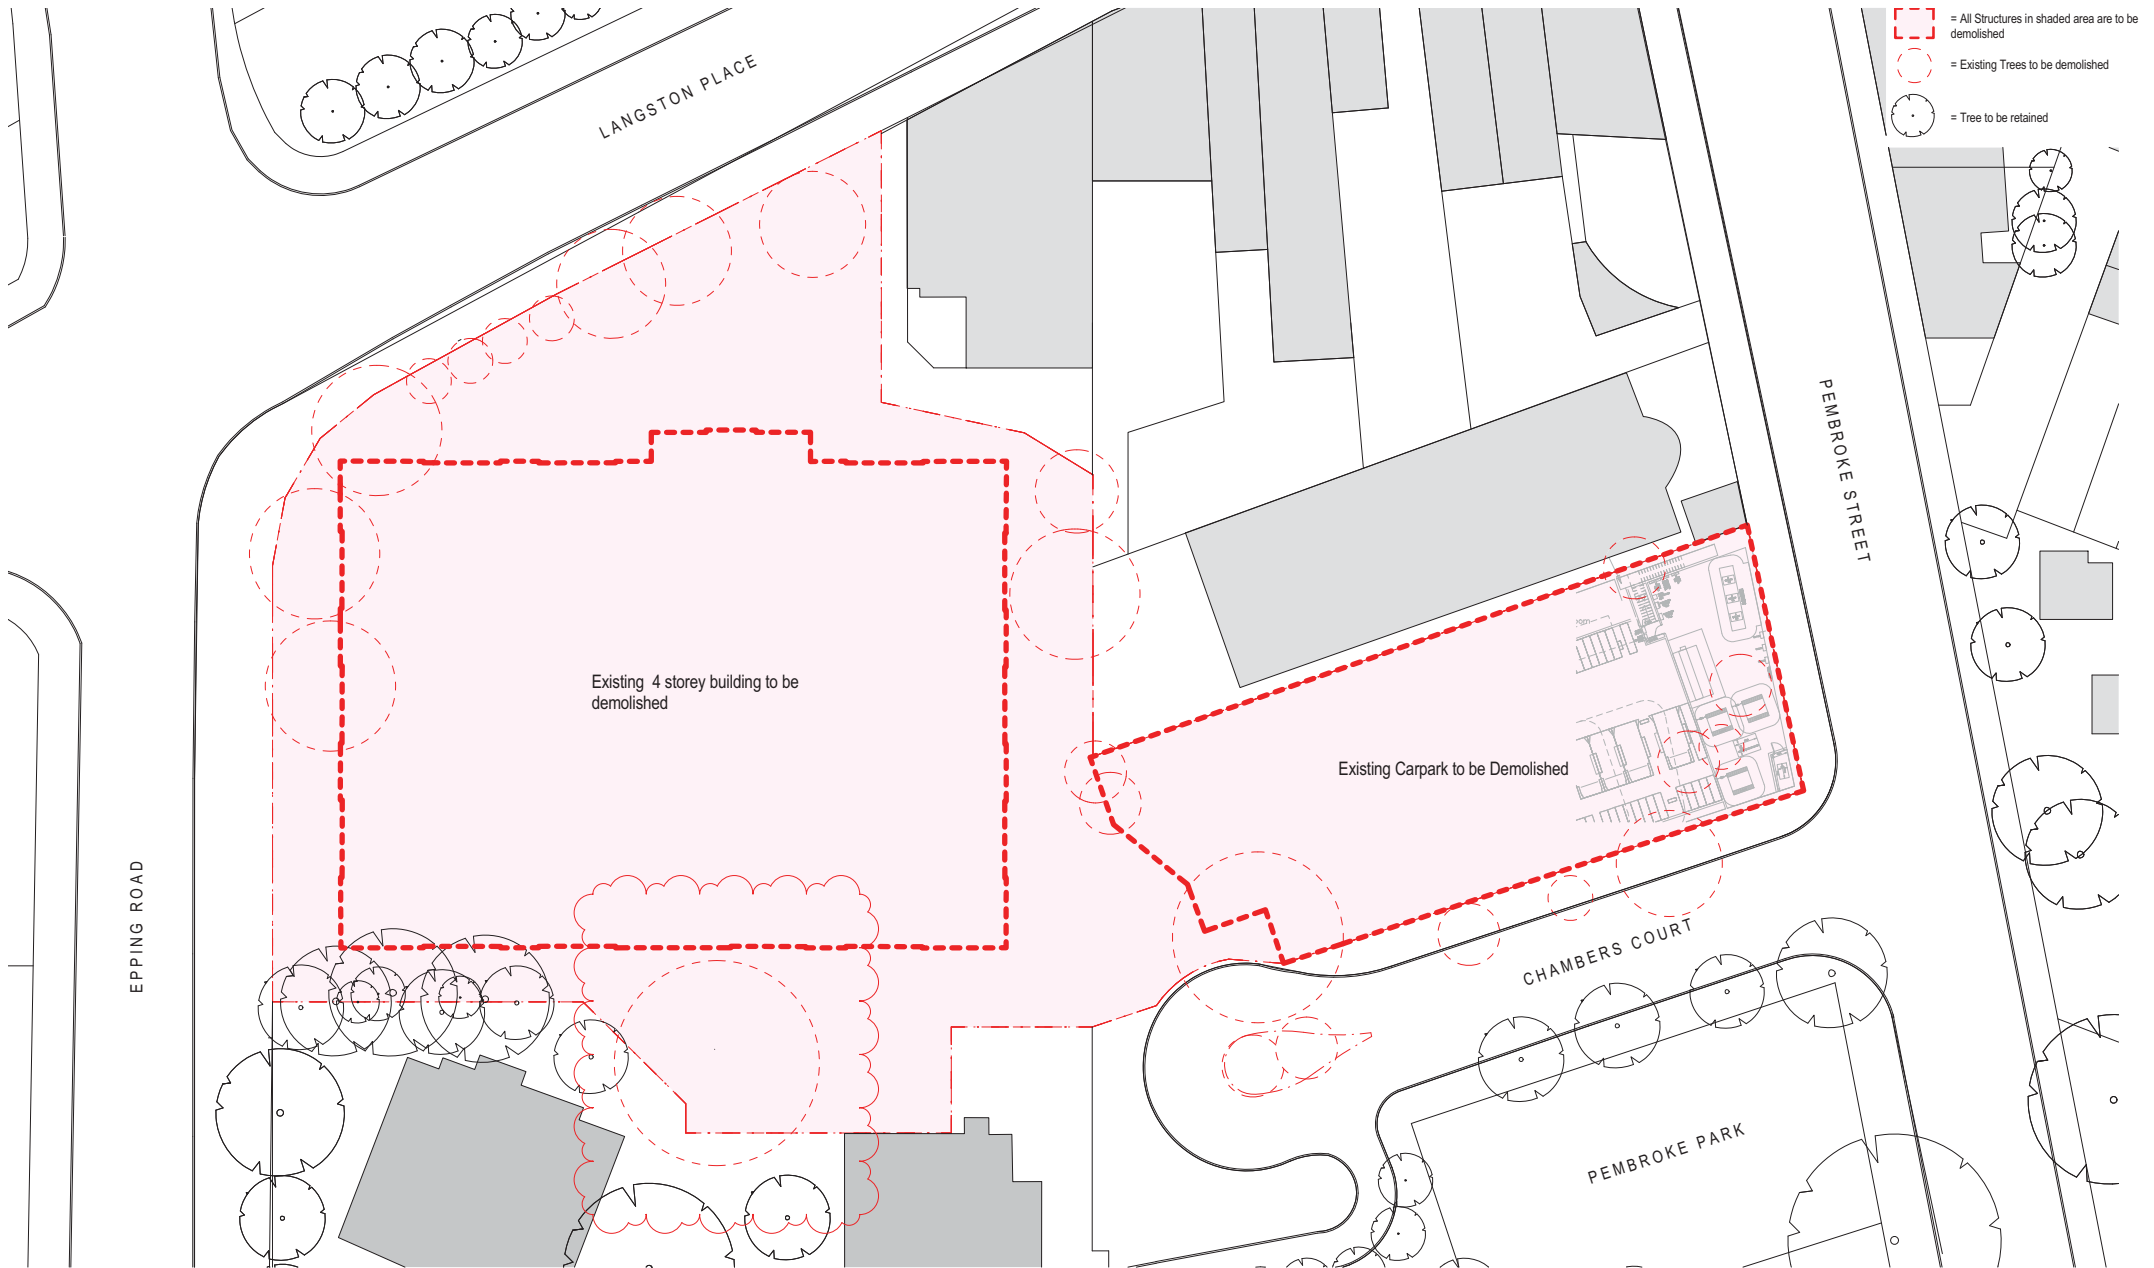 = All Structures in shaded area are to be
demolished
= Existing Trees to be demolished
= Tree to be retained
LANGSTON PLACE
PEMBROKE STREET
Existing 4 storey building to be
demolished
Existing Carpark to be Demolished
EPPING ROAD
CHAMBERS COURT
PEMBROKE PARK